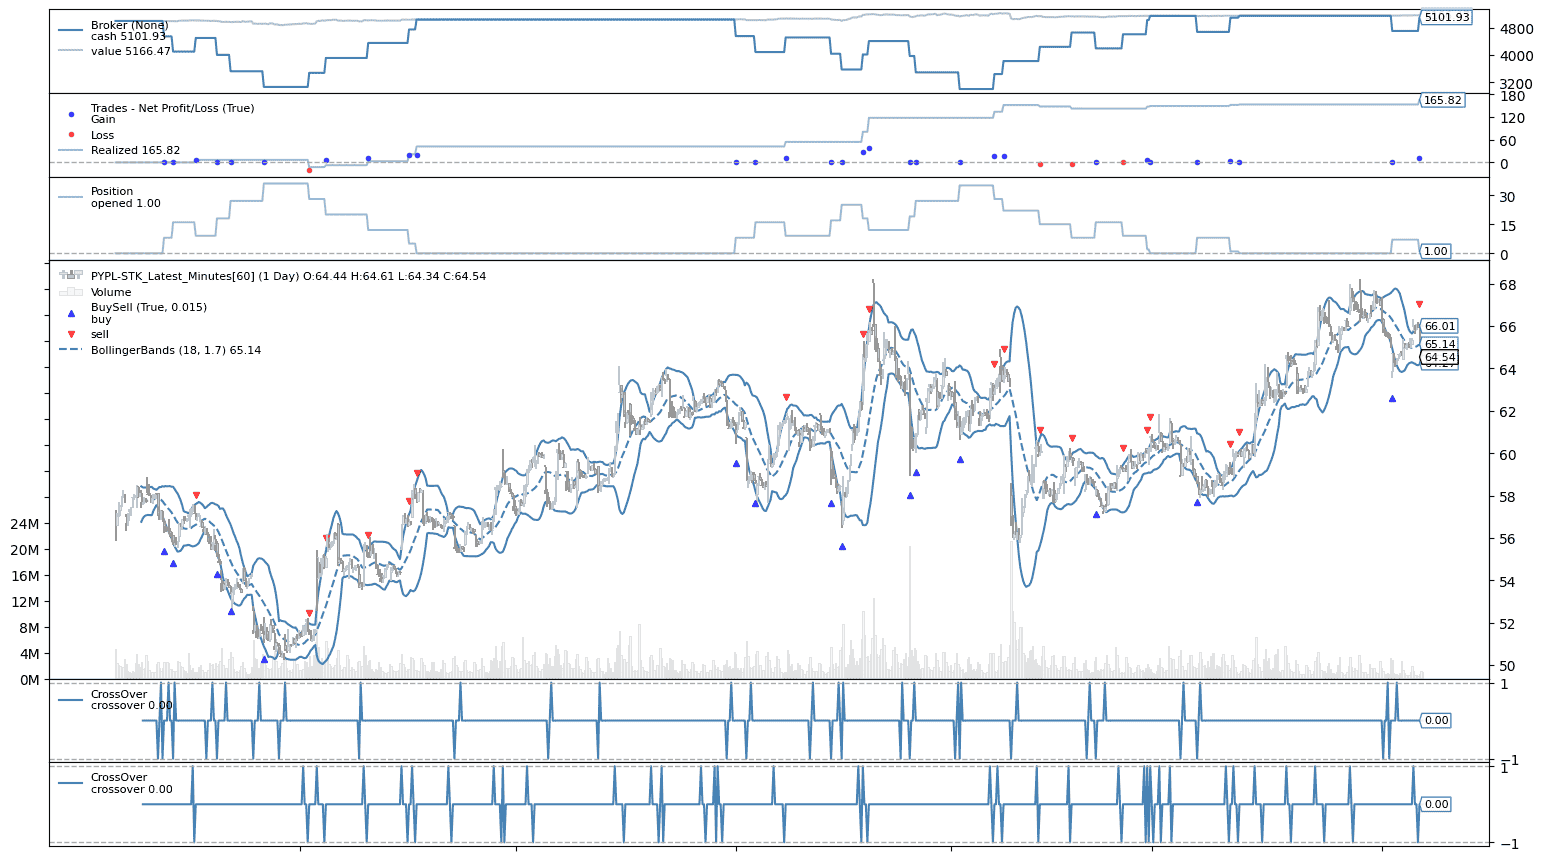 Broker (None)
cash 5101.93
value 5166.47
5101.93
4800
4000
3200
Trades - Net Profit/Loss (True)
Gain
Loss
Realized 165.82
165.82
180
120
60
0
Position
opened 1.00
30
15
1.00
0
PYPL-STK_Latest_Minutes[60] (1 Day) O:64.44 H:64.61 L:64.34 C:64.54
Volume
BuySell (True, 0.015)
buy
sell
BollingerBands (18, 1.7) 65.14
68
66.01
66
65.14
64.54
64
62
60
58
56
54
52
50
24M
20M
16M
12M
8M
4M
0M
CrossOver
crossover 0.00
1
0.00
−1
CrossOver
crossover 0.00
1
0.00
−1